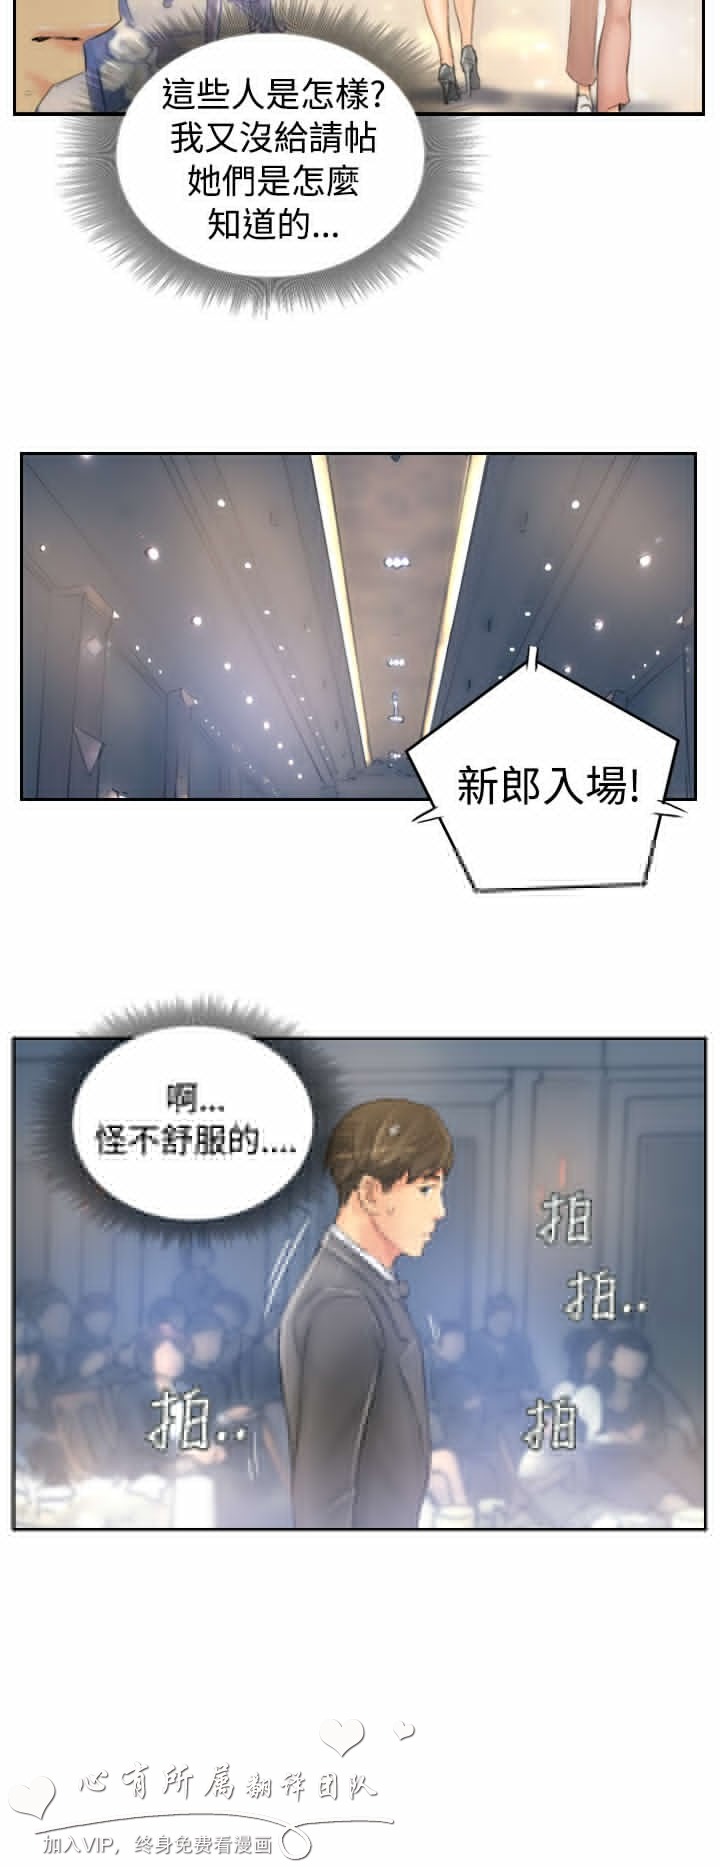 這些人是怎樣?
我又沒給請帖
她們是怎麼
知道的...
新郎入場!
啊...
怪不舒服的....
拍
拍..
拍..
拍
心有所属翻译团队
加入VIP，终身免费看漫画